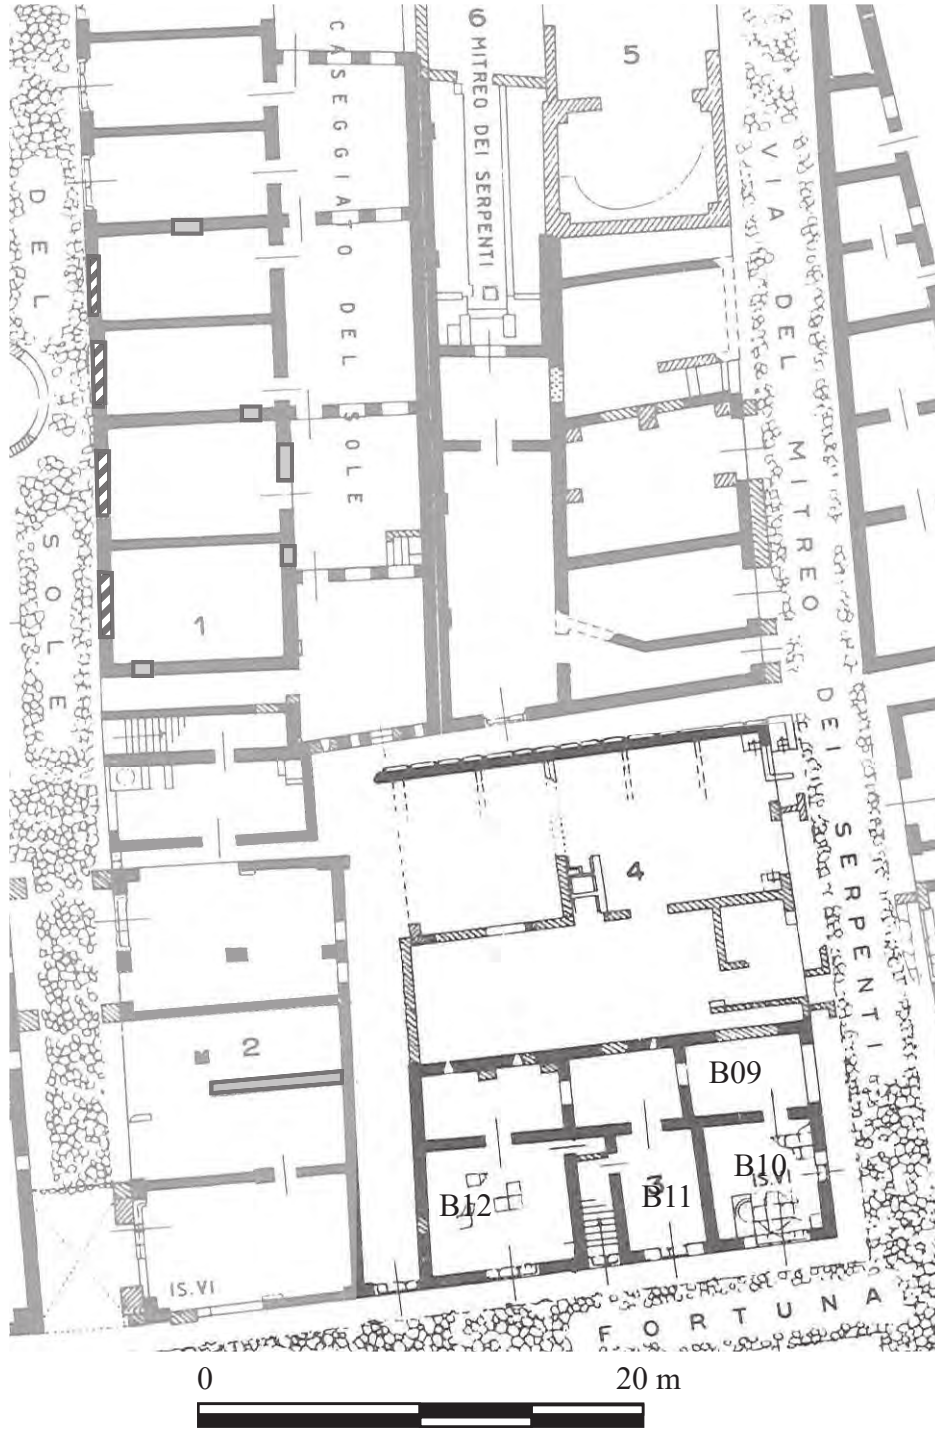 CASEGGIATO DEL SOLE
6 MITREO DEI SERPENTI
5
VIA DEL MITREO DEI SERPENTI
DEL SOLE
1
4
2
B09
B10
IS.VI
3
B11
B12
IS.VI
FORTUNA
0 20 m